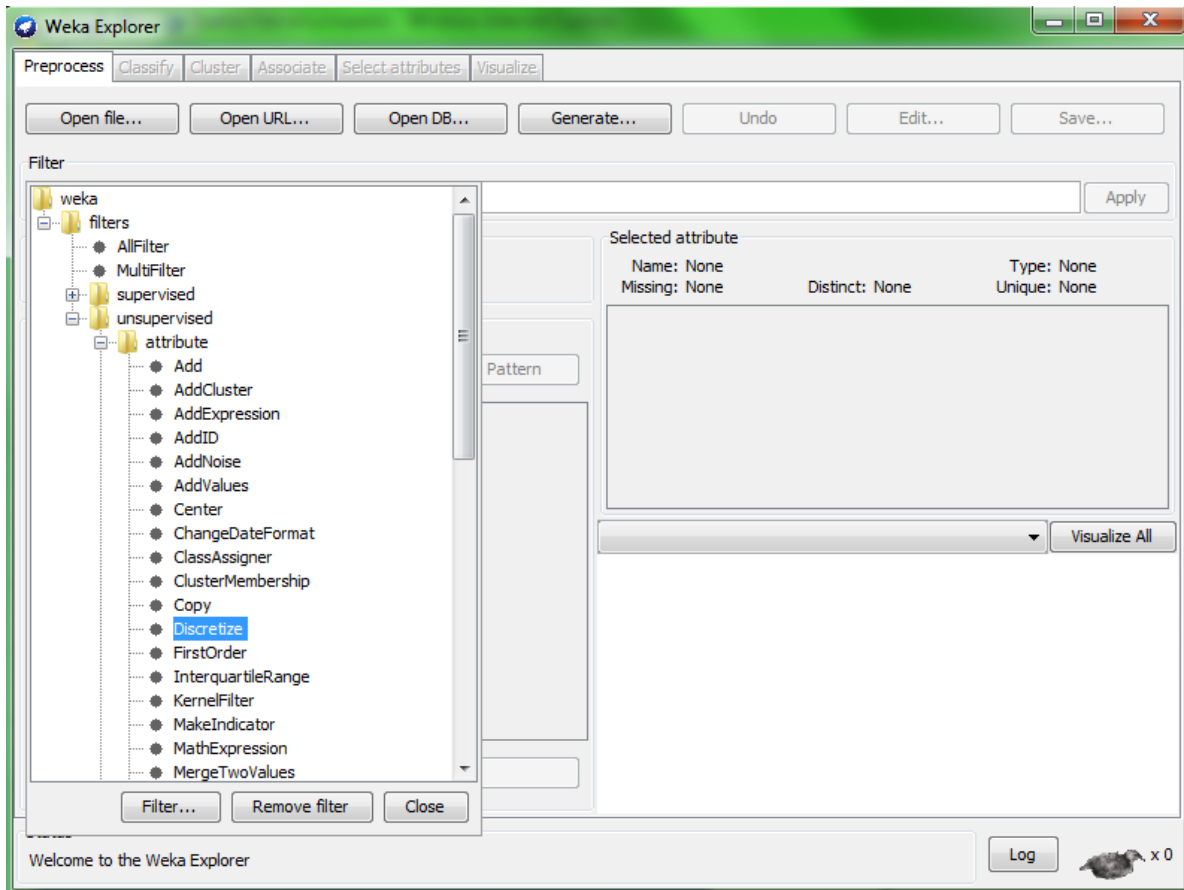 Weka Explorer
Preprocess Classify Cluster Associate Select attributes Visualize
Open file... Open URL... Open DB... Generate... Undo Edit... Save...
Filter
Apply
weka
filters
AllFilter
MultiFilter
supervised
unsupervised
attribute
Add
AddCluster
AddExpression
AddID
AddNoise
AddValues
Center
ChangeDateFormat
ClassAssigner
ClusterMembership
Copy
Discretize
FirstOrder
InterquartileRange
KernelFilter
MakeIndicator
MathExpression
MergeTwoValues
Filter... Remove filter Close
Pattern
Selected attribute
Name: None Type: None
Missing: None Distinct: None Unique: None
Visualize All
Welcome to the Weka Explorer
Log x 0